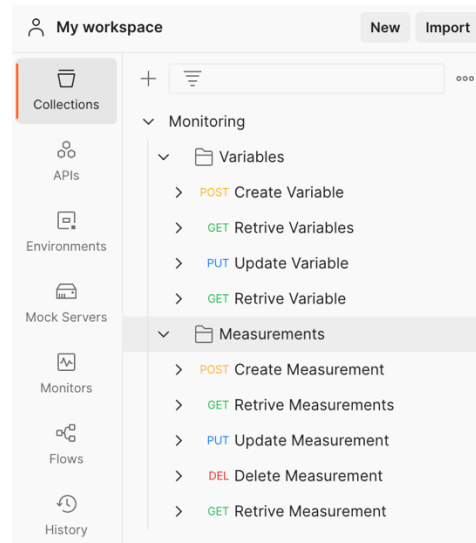 My workspace
New
Import
Collections
APIs
Environments
Mock Servers
Monitors
Flows
History
Monitoring
Variables
POST Create Variable
GET Retrive Variables
PUT Update Variable
GET Retrive Variable
Measurements
POST Create Measurement
GET Retrive Measurements
PUT Update Measurement
DEL Delete Measurement
GET Retrive Measurement